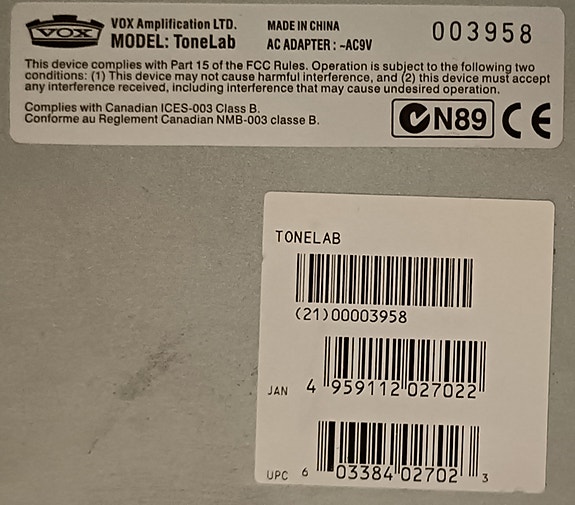 VOX
VOX Amplification LTD.
MODEL: ToneLab
MADE IN CHINA
AC ADAPTER : ~AC9V
003958
This device complies with Part 15 of the FCC Rules. Operation is subject to the following two
conditions: (1) This device may not cause harmful interference, and (2) this device must accept
any interference received, including interference that may cause undesired operation.
Complies with Canadian ICES-003 Class B.
Conforme au Reglement Canadian NMB-003 classe B.
N89 CE
TONELAB
(21)00003958
JAN 4 959112 027022
UPC 6 03384 02702 3